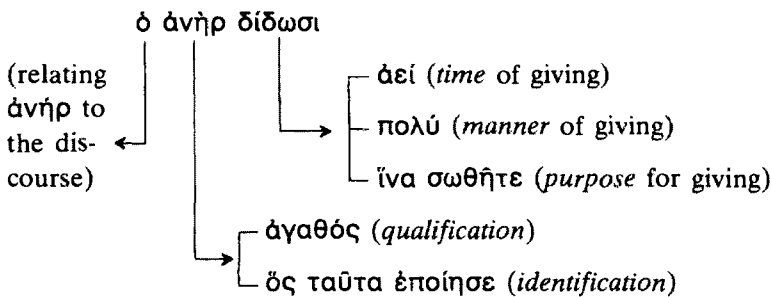 ὁ ἀνὴρ δίδωσι
(relating
ἀνήρ to
the dis-
course)
ἀεί (time of giving)
πολύ (manner of giving)
ἵνα σωθῆτε (purpose for giving)
ἀγαθός (qualification)
ὅς ταῦτα ἐποίησε (identification)